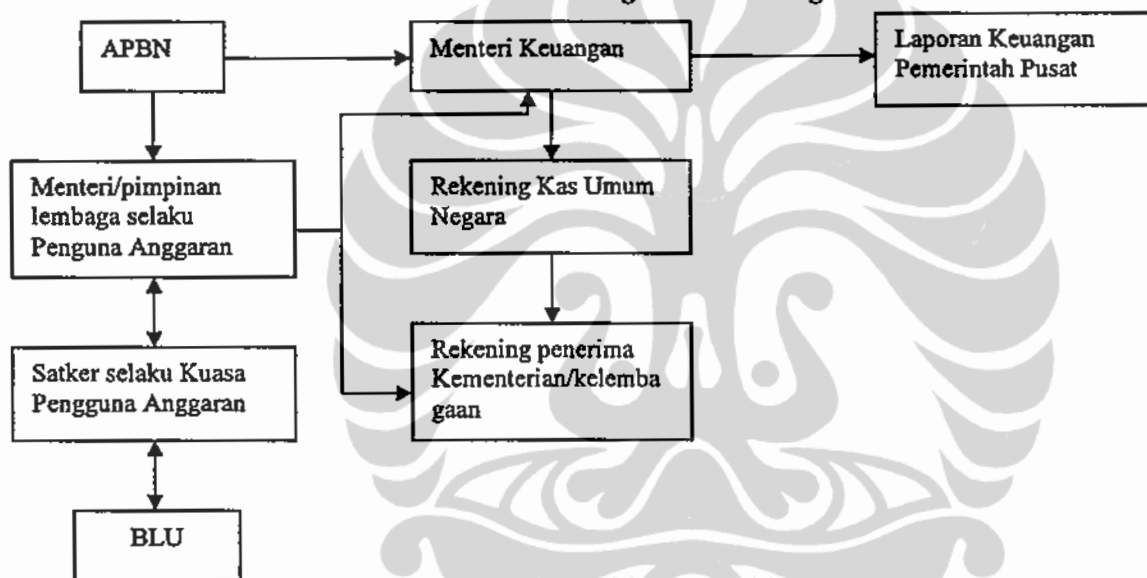 APBN
Menteri Keuangan
Laporan Keuangan
Pemerintah Pusat
Menteri/pimpinan
lembaga selaku
Penguna Anggaran
Rekening Kas Umum
Negara
Satker selaku Kuasa
Pengguna Anggaran
Rekening penerima
Kementerian/kelemba
gaan
BLU